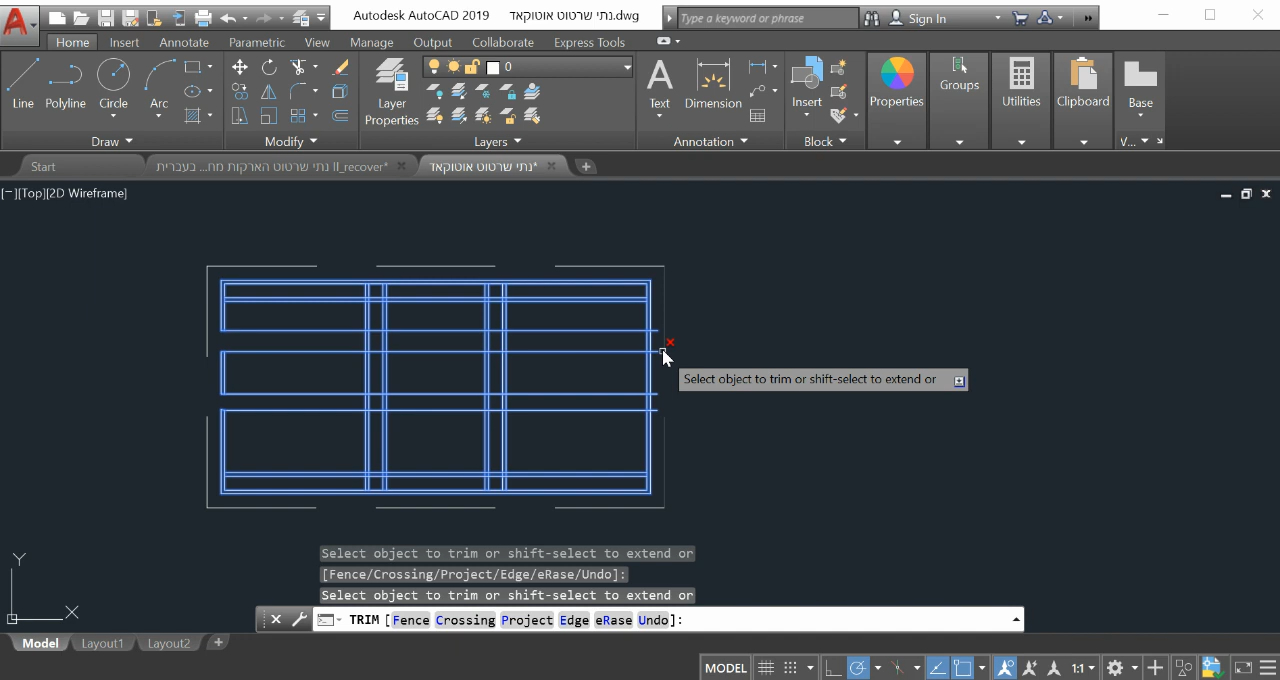 Autodesk AutoCAD 2019 נתי שרטוט אוטוקאד.dwg
Type a keyword or phrase
Sign In
Home Insert Annotate Parametric View Manage Output Collaborate Express Tools
0
Line Polyline Circle Arc
Layer
Properties
Text Dimension
Insert
Properties
Groups
Utilities
Clipboard
Base
Draw Modify Layers Annotation Block V...
Start
נתי שרטוט הארקות מח... בעברית II_recover*
נתי שרטוט אוטוקאד*
[−][Top][2D Wireframe]
Select object to trim or shift-select to extend or
Select object to trim or shift-select to extend or
[Fence/Crossing/Project/Edge/eRase/Undo]:
Select object to trim or shift-select to extend or
Y
X
TRIM [Fence Crossing Project Edge eRase Undo]:
Model Layout1 Layout2
MODEL 1:1